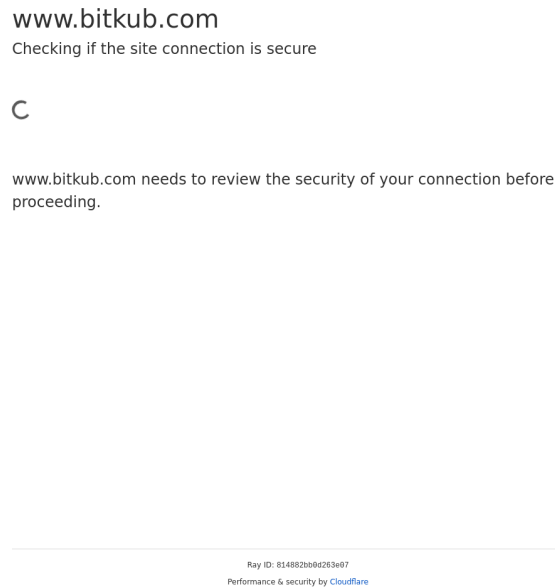 www.bitkub.com
Checking if the site connection is secure
www.bitkub.com needs to review the security of your connection before
proceeding.
Ray ID: 814882bb0d263e07
Performance & security by Cloudflare